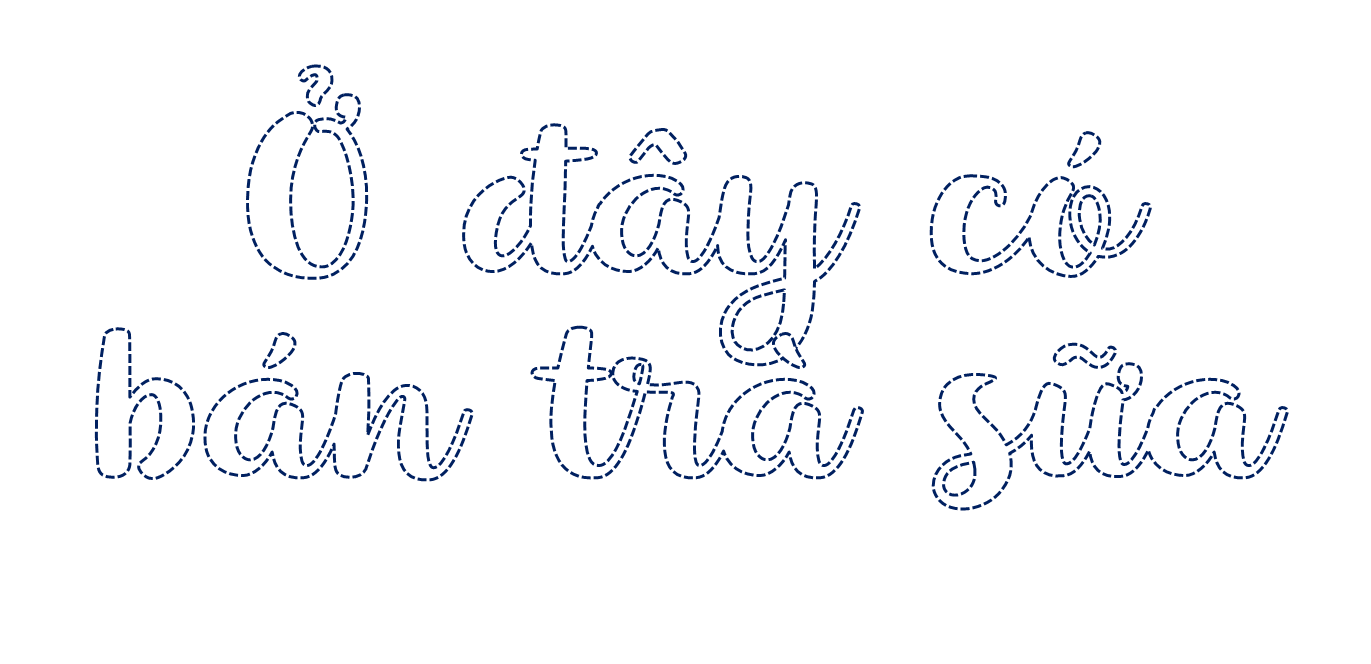 Ở đây có
bán trà sữa